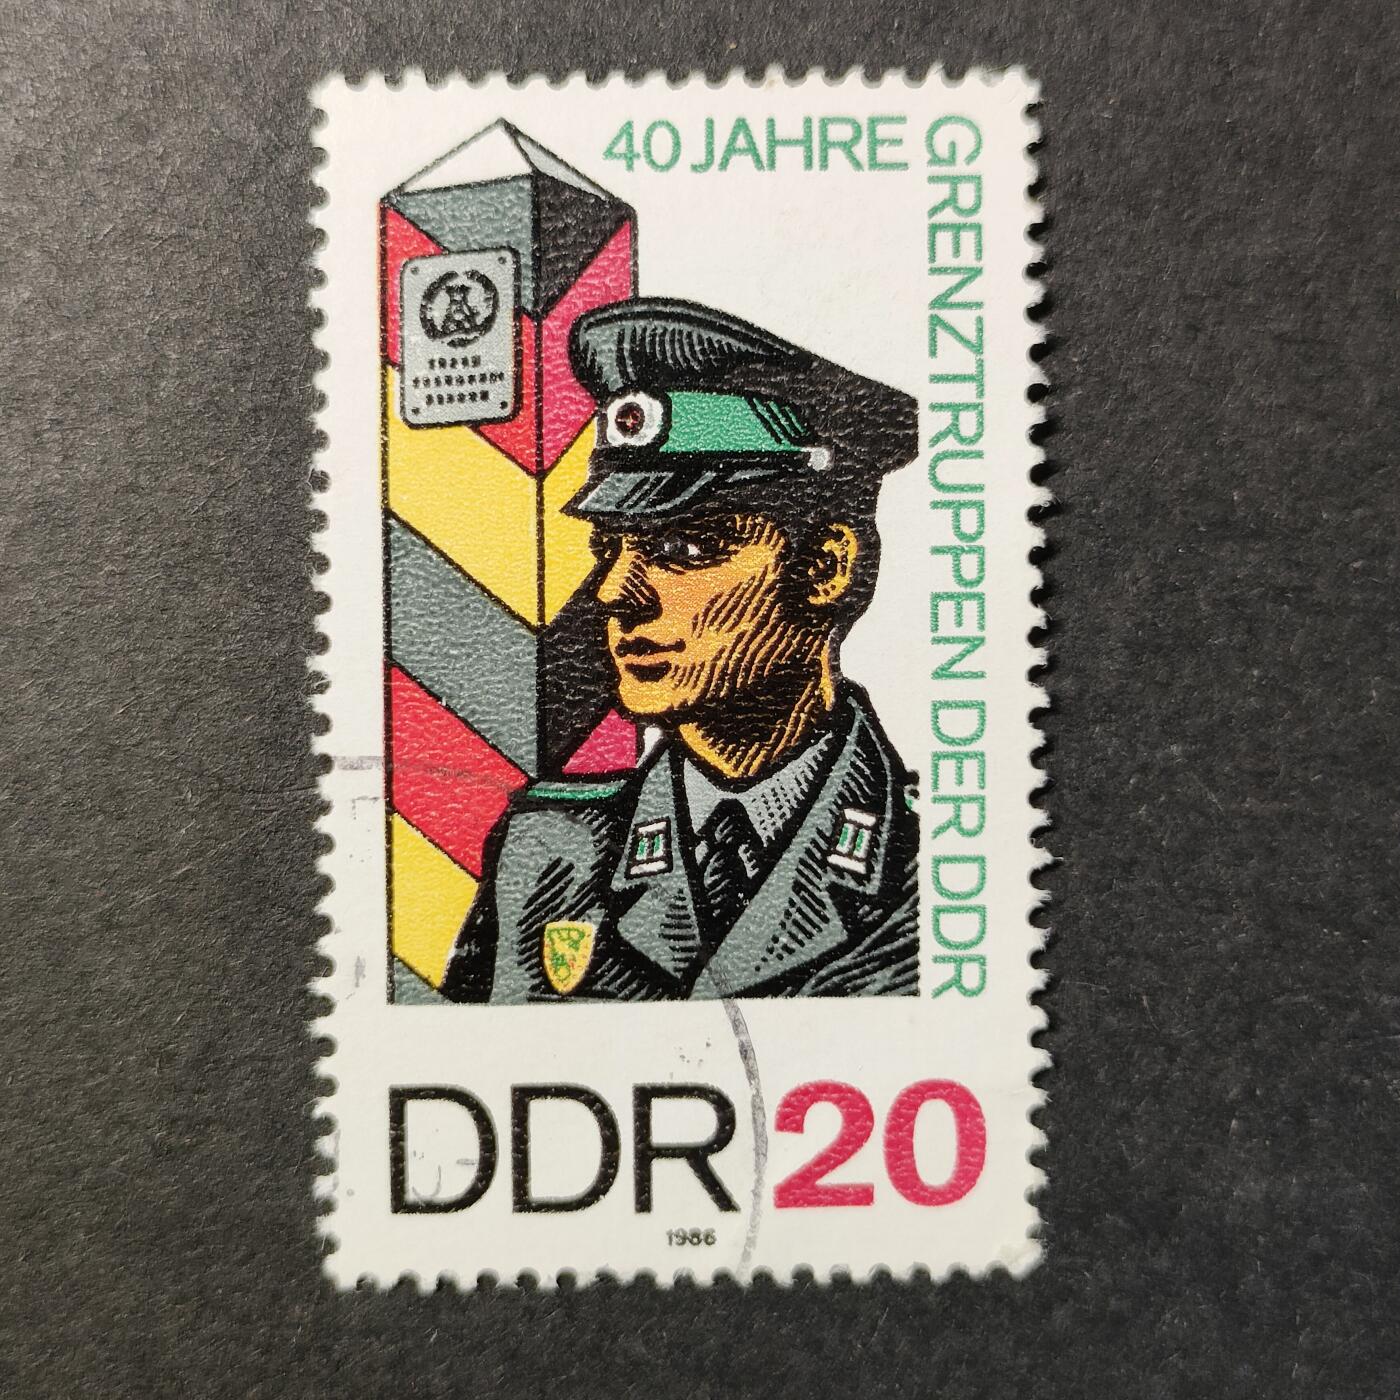 40 JAHRE
GRENZTRUPPEN DER DDR
DDR 20
1986